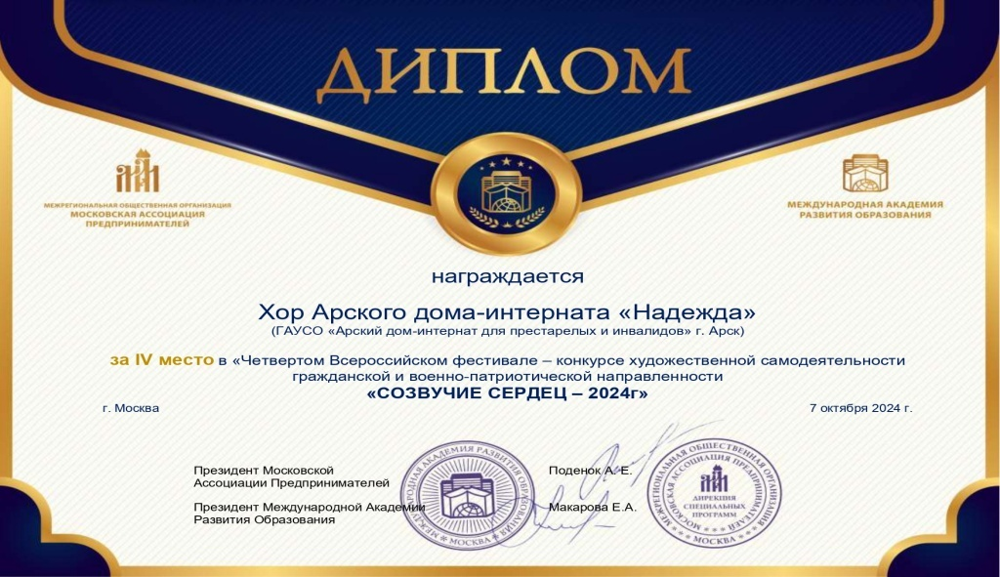 ДИПЛОМ
МЕЖРЕГИОНАЛЬНАЯ ОБЩЕСТВЕННАЯ ОРГАНИЗАЦИЯ
МОСКОВСКАЯ АССОЦИАЦИЯ
ПРЕДПРИНИМАТЕЛЕЙ
МЕЖДУНАРОДНАЯ АКАДЕМИЯ
РАЗВИТИЯ ОБРАЗОВАНИЯ
награждается
Хор Арского дома-интерната «Надежда»
(ГАУСО «Арский дом-интернат для престарелых и инвалидов» г. Арск)
за IV место в «Четвертом Всероссийском фестивале – конкурсе художественной самодеятельности
гражданской и военно-патриотической направленности
«СОЗВУЧИЕ СЕРДЕЦ – 2024г»
г. Москва
7 октября 2024 г.
Президент Московской
Ассоциации Предпринимателей
Поденок А. Е.
Президент Международной Академии
Развития Образования
Макарова Е.А.
МЕЖДУНАРОДНАЯ АКАДЕМИЯ РАЗВИТИЯ ОБРАЗОВАНИЯ
МОСКВА
МЕЖРЕГИОНАЛЬНАЯ ОБЩЕСТВЕННАЯ ОРГАНИЗАЦИЯ
МОСКОВСКАЯ АССОЦИАЦИЯ ПРЕДПРИНИМАТЕЛЕЙ
ДИРЕКЦИЯ
СПЕЦИАЛЬНЫХ
ПРОГРАММ
МОСКВА